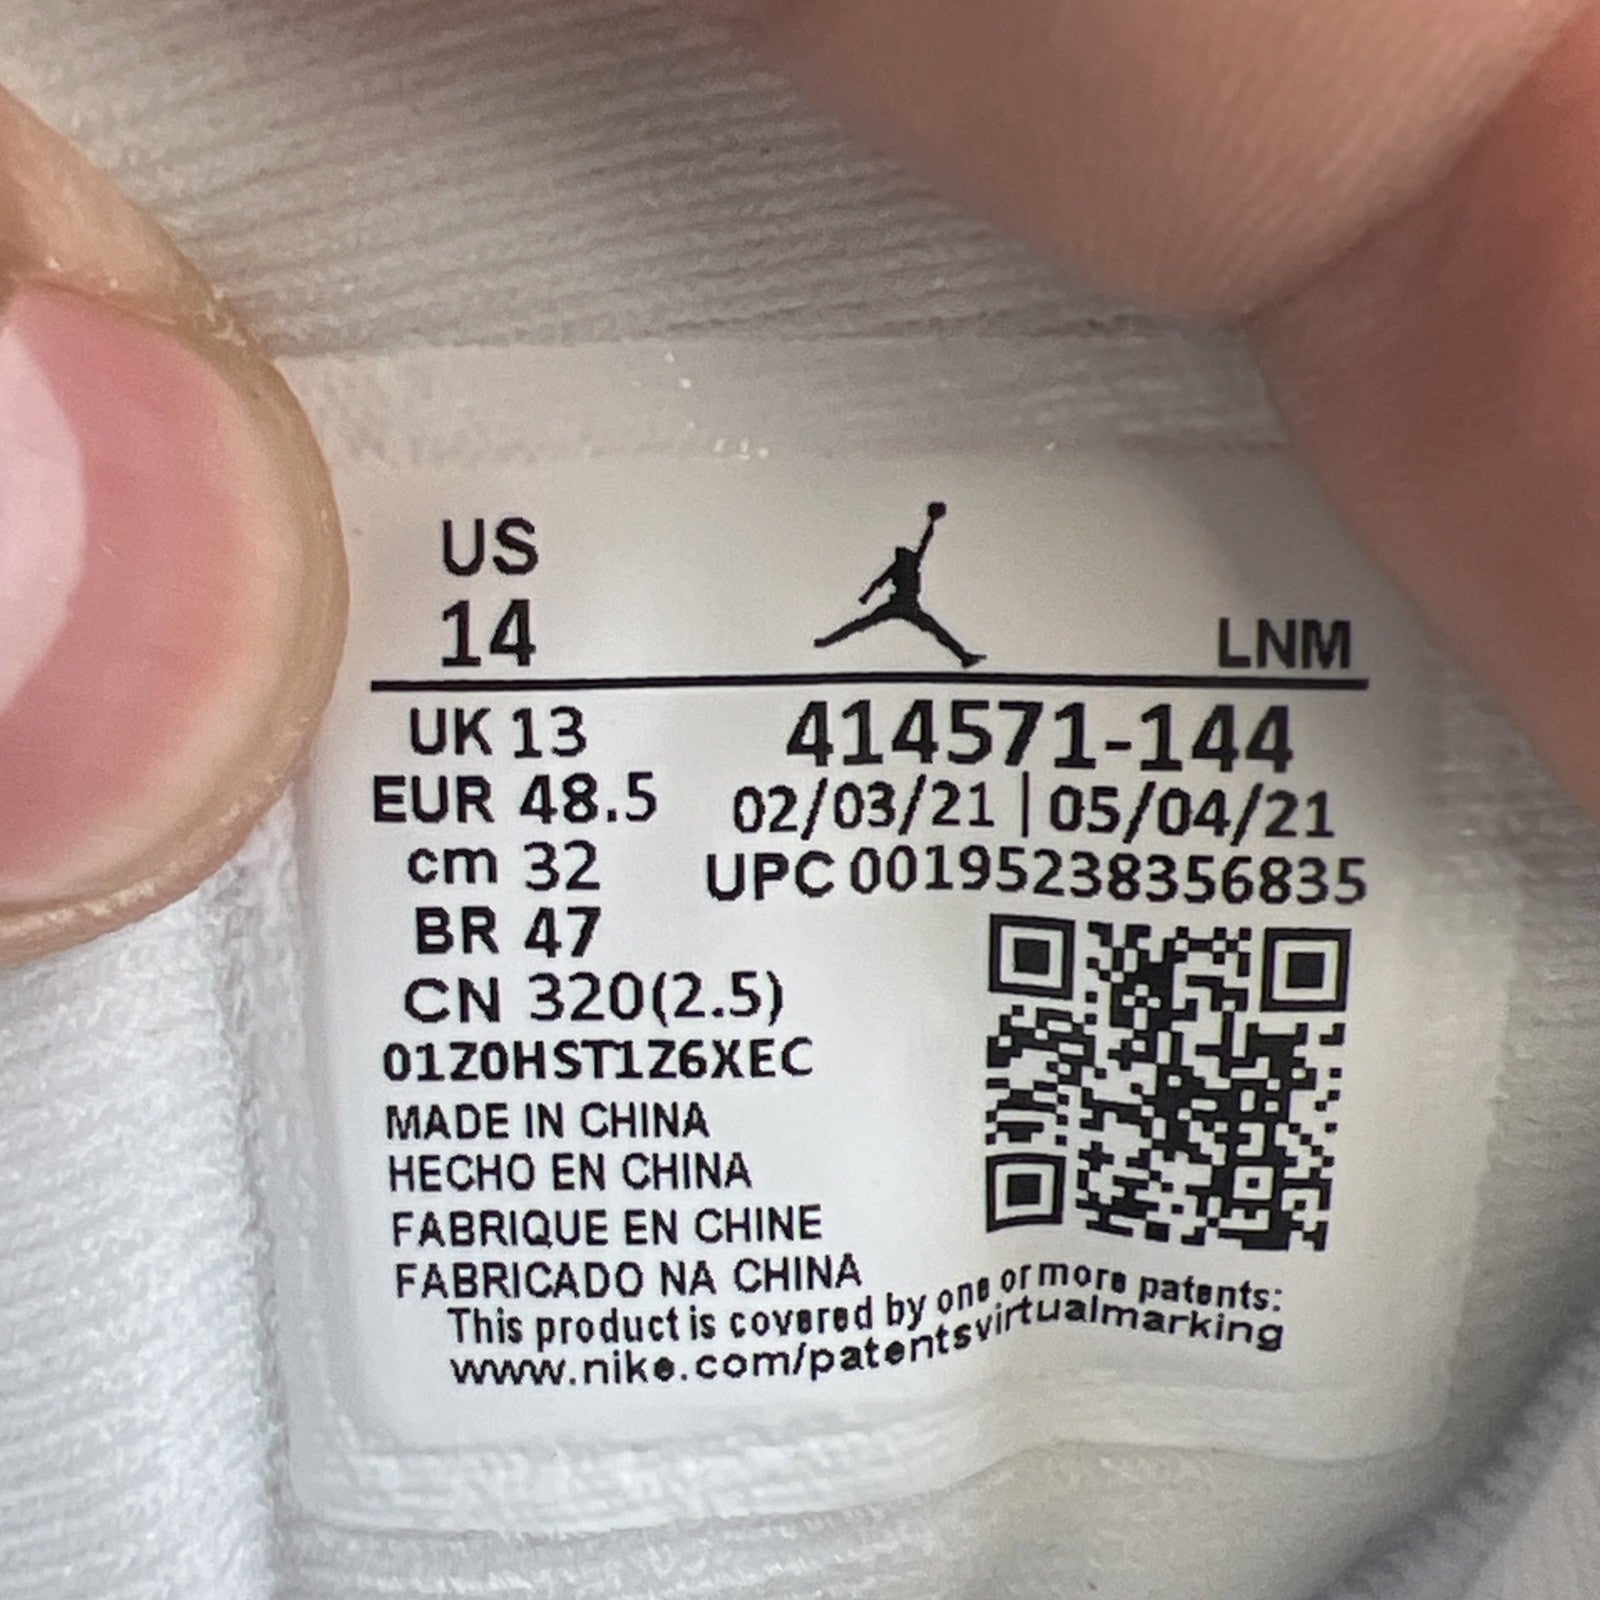 US
14
LNM
UK 13
EUR 48.5
cm 32
BR 47
CN 320(2.5)
414571-144
02/03/21 | 05/04/21
UPC 00195238356835
01Z0HST1Z6XEC
MADE IN CHINA
HECHO EN CHINA
FABRIQUE EN CHINE
FABRICADO NA CHINA
This product is covered by one or more patents:
www.nike.com/patentsvirtualmarking